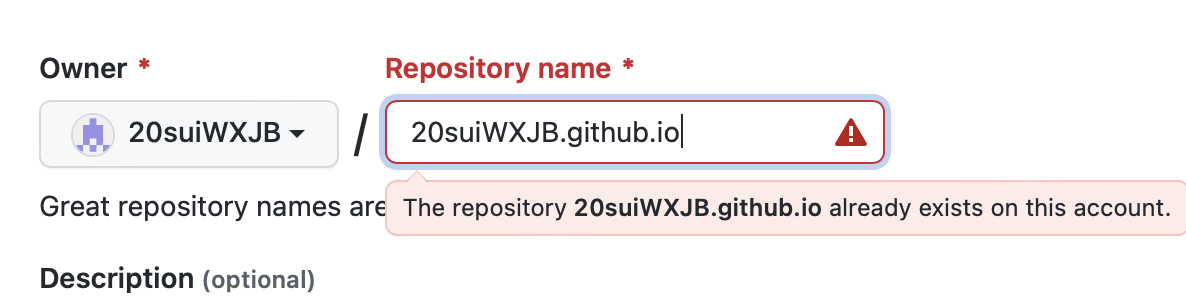 Owner * Repository name *
20suiWXJB / 20suiWXJB.github.io
Great repository names are
The repository 20suiWXJB.github.io already exists on this account.
Description (optional)